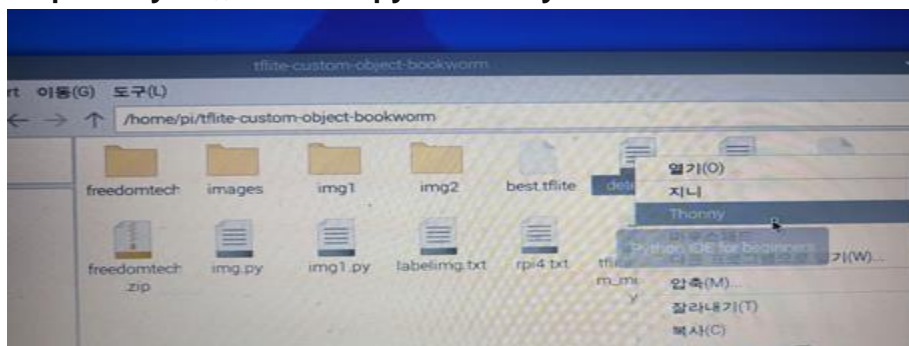 tflite-custom-object-bookworm
rt 이동(G) 도구(L)
/home/pi/tflite-custom-object-bookworm
freedomtech images img1 img2 best.tflite
freedomtech.zip img.py img1.py labelimg.txt rpi4.txt
열기(O)
지니
Thonny
Python IDE for beginners
압축(M)...
잘라내기(T)
복사(C)